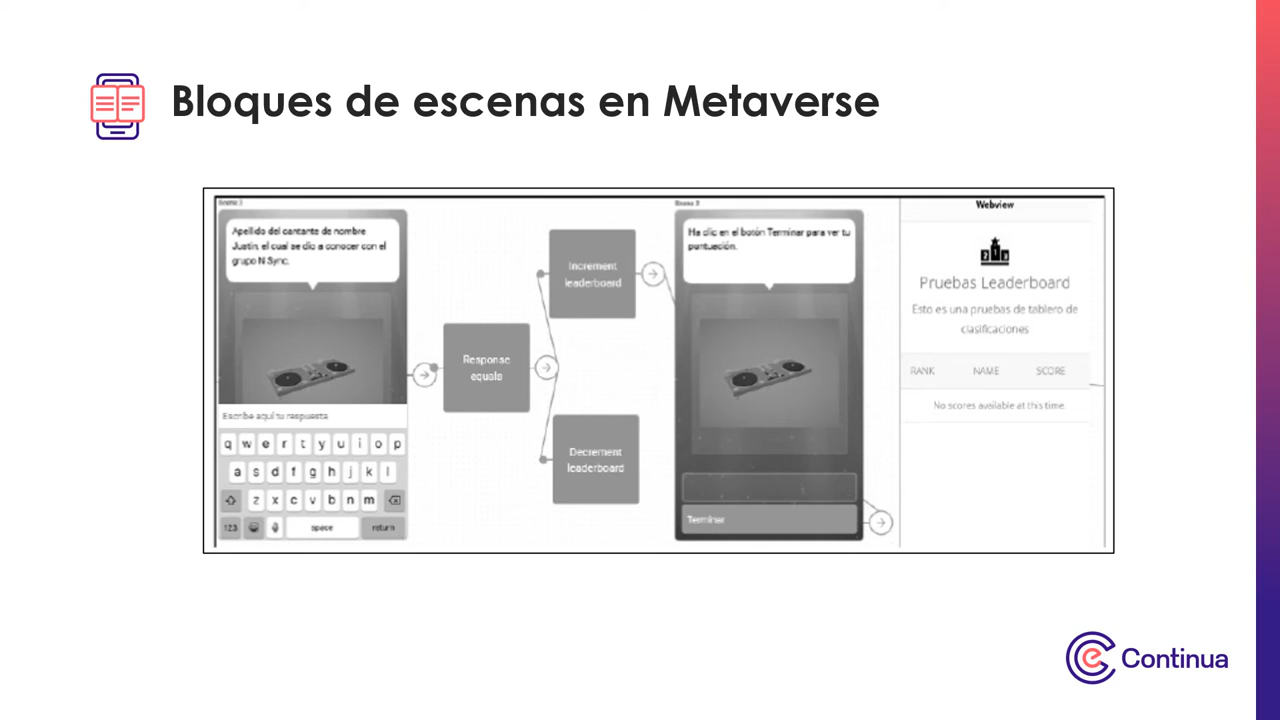 Bloques de escenas en Metaverse
Apellido del cantante de nombre
Justin, el cual se dio a conocer con el
grupo N Sync.
Escribe aquí tu respuesta
q w e r t y u i o p
a s d f g h j k l
z x c v b n m
123 space return
Response
equals
Increment
leaderboard
Decrement
leaderboard
Ha clic en el botón Terminar para ver tu
puntuación.
Terminar
Webview
Pruebas Leaderboard
Esto es una pruebas de tablero de
clasificaciones
RANK NAME SCORE
No scores available at this time.
Continua